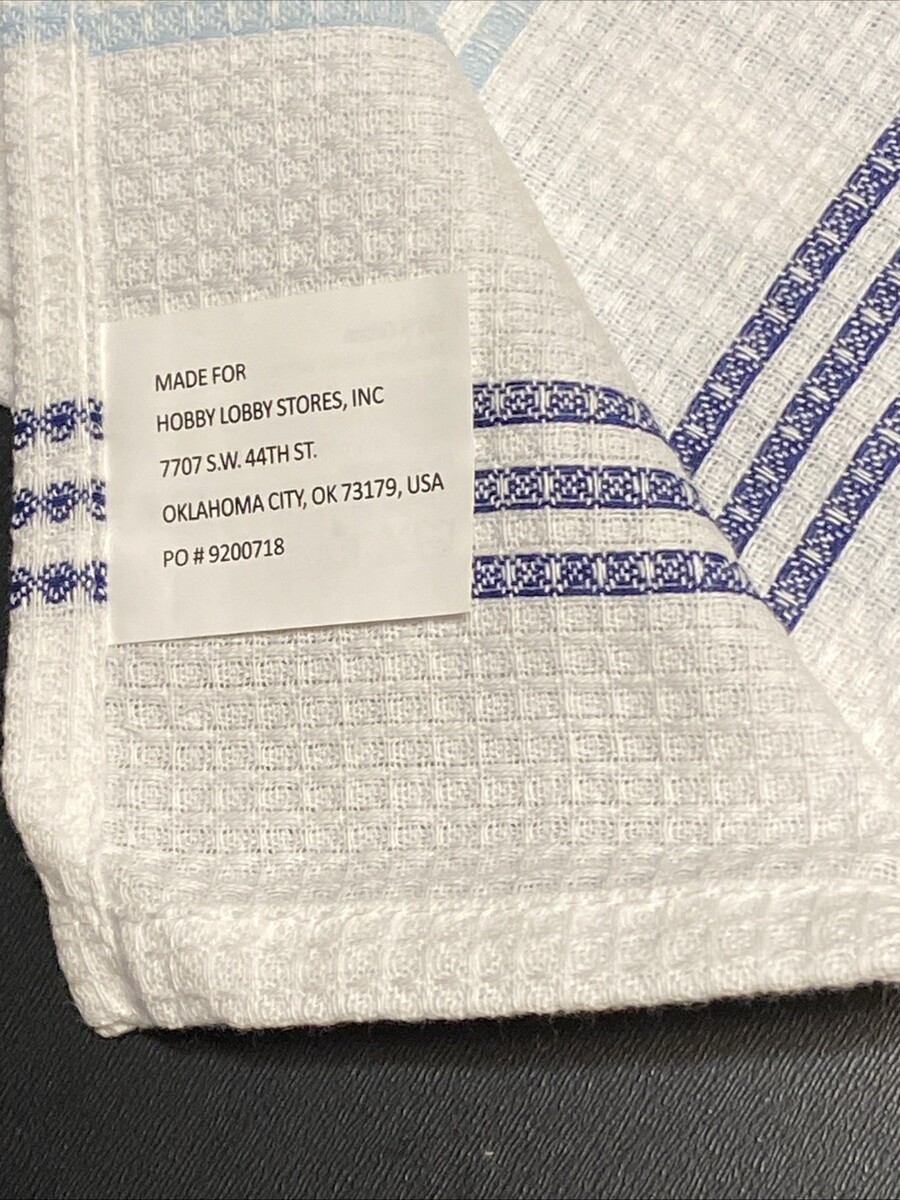 MADE FOR
HOBBY LOBBY STORES, INC
7707 S.W. 44TH ST.
OKLAHOMA CITY, OK 73179, USA
PO # 9200718